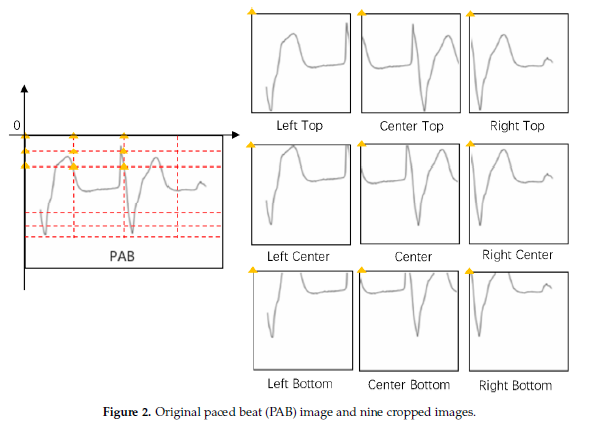 Left Top
Center Top
Right Top
0
PAB
Left Center
Center
Right Center
Left Bottom
Center Bottom
Right Bottom
Figure 2. Original paced beat (PAB) image and nine cropped images.